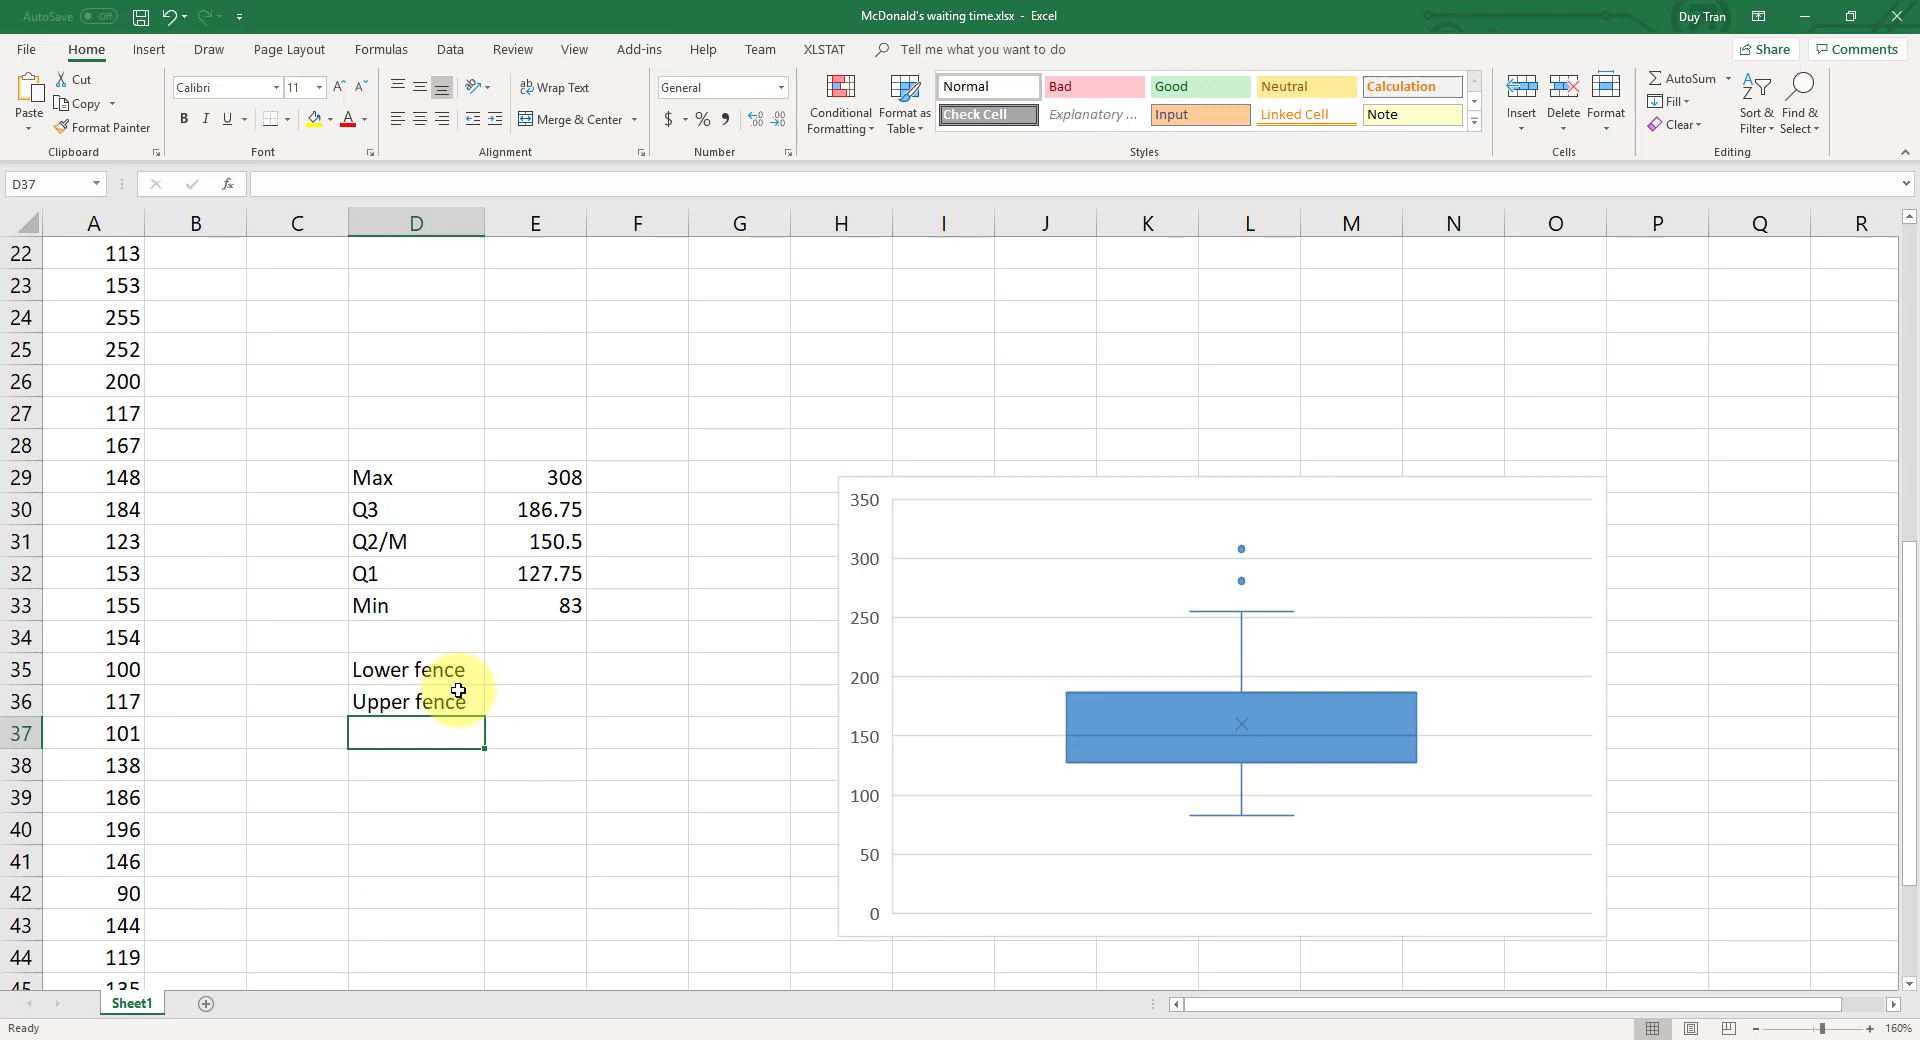 AutoSave Off
McDonald's waiting time.xlsx - Excel
Duy Tran
File Home Insert Draw Page Layout Formulas Data Review View Add-ins Help Team XLSTAT Tell me what you want to do
Share Comments
Paste
Cut
Copy
Format Painter
Clipboard
Calibri 11
B I U
Font
Wrap Text
Merge & Center
Alignment
General
$ % ,
Number
Conditional Formatting
Format as Table
Normal Bad Good Neutral Calculation
Check Cell Explanatory ... Input Linked Cell Note
Styles
Insert Delete Format
Cells
AutoSum
Fill
Clear
Sort & Filter
Find & Select
Editing
D37
fx
A B C D E F G H I J K L M N O P Q R
22 113
23 153
24 255
25 252
26 200
27 117
28 167
29 148 Max 308
30 184 Q3 186.75
31 123 Q2/M 150.5
32 153 Q1 127.75
33 155 Min 83
34 154
35 100 Lower fence
36 117 Upper fence
37 101
38 138
39 186
40 196
41 146
42 90
43 144
44 119
45 135
350
300
250
200
150
100
50
0
Sheet1
Ready
160%